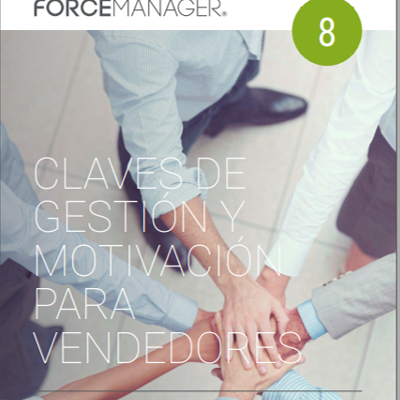 FORCEMANAGER®
8
CLAVES DE
GESTIÓN Y
MOTIVACIÓN
PARA
VENDEDORES